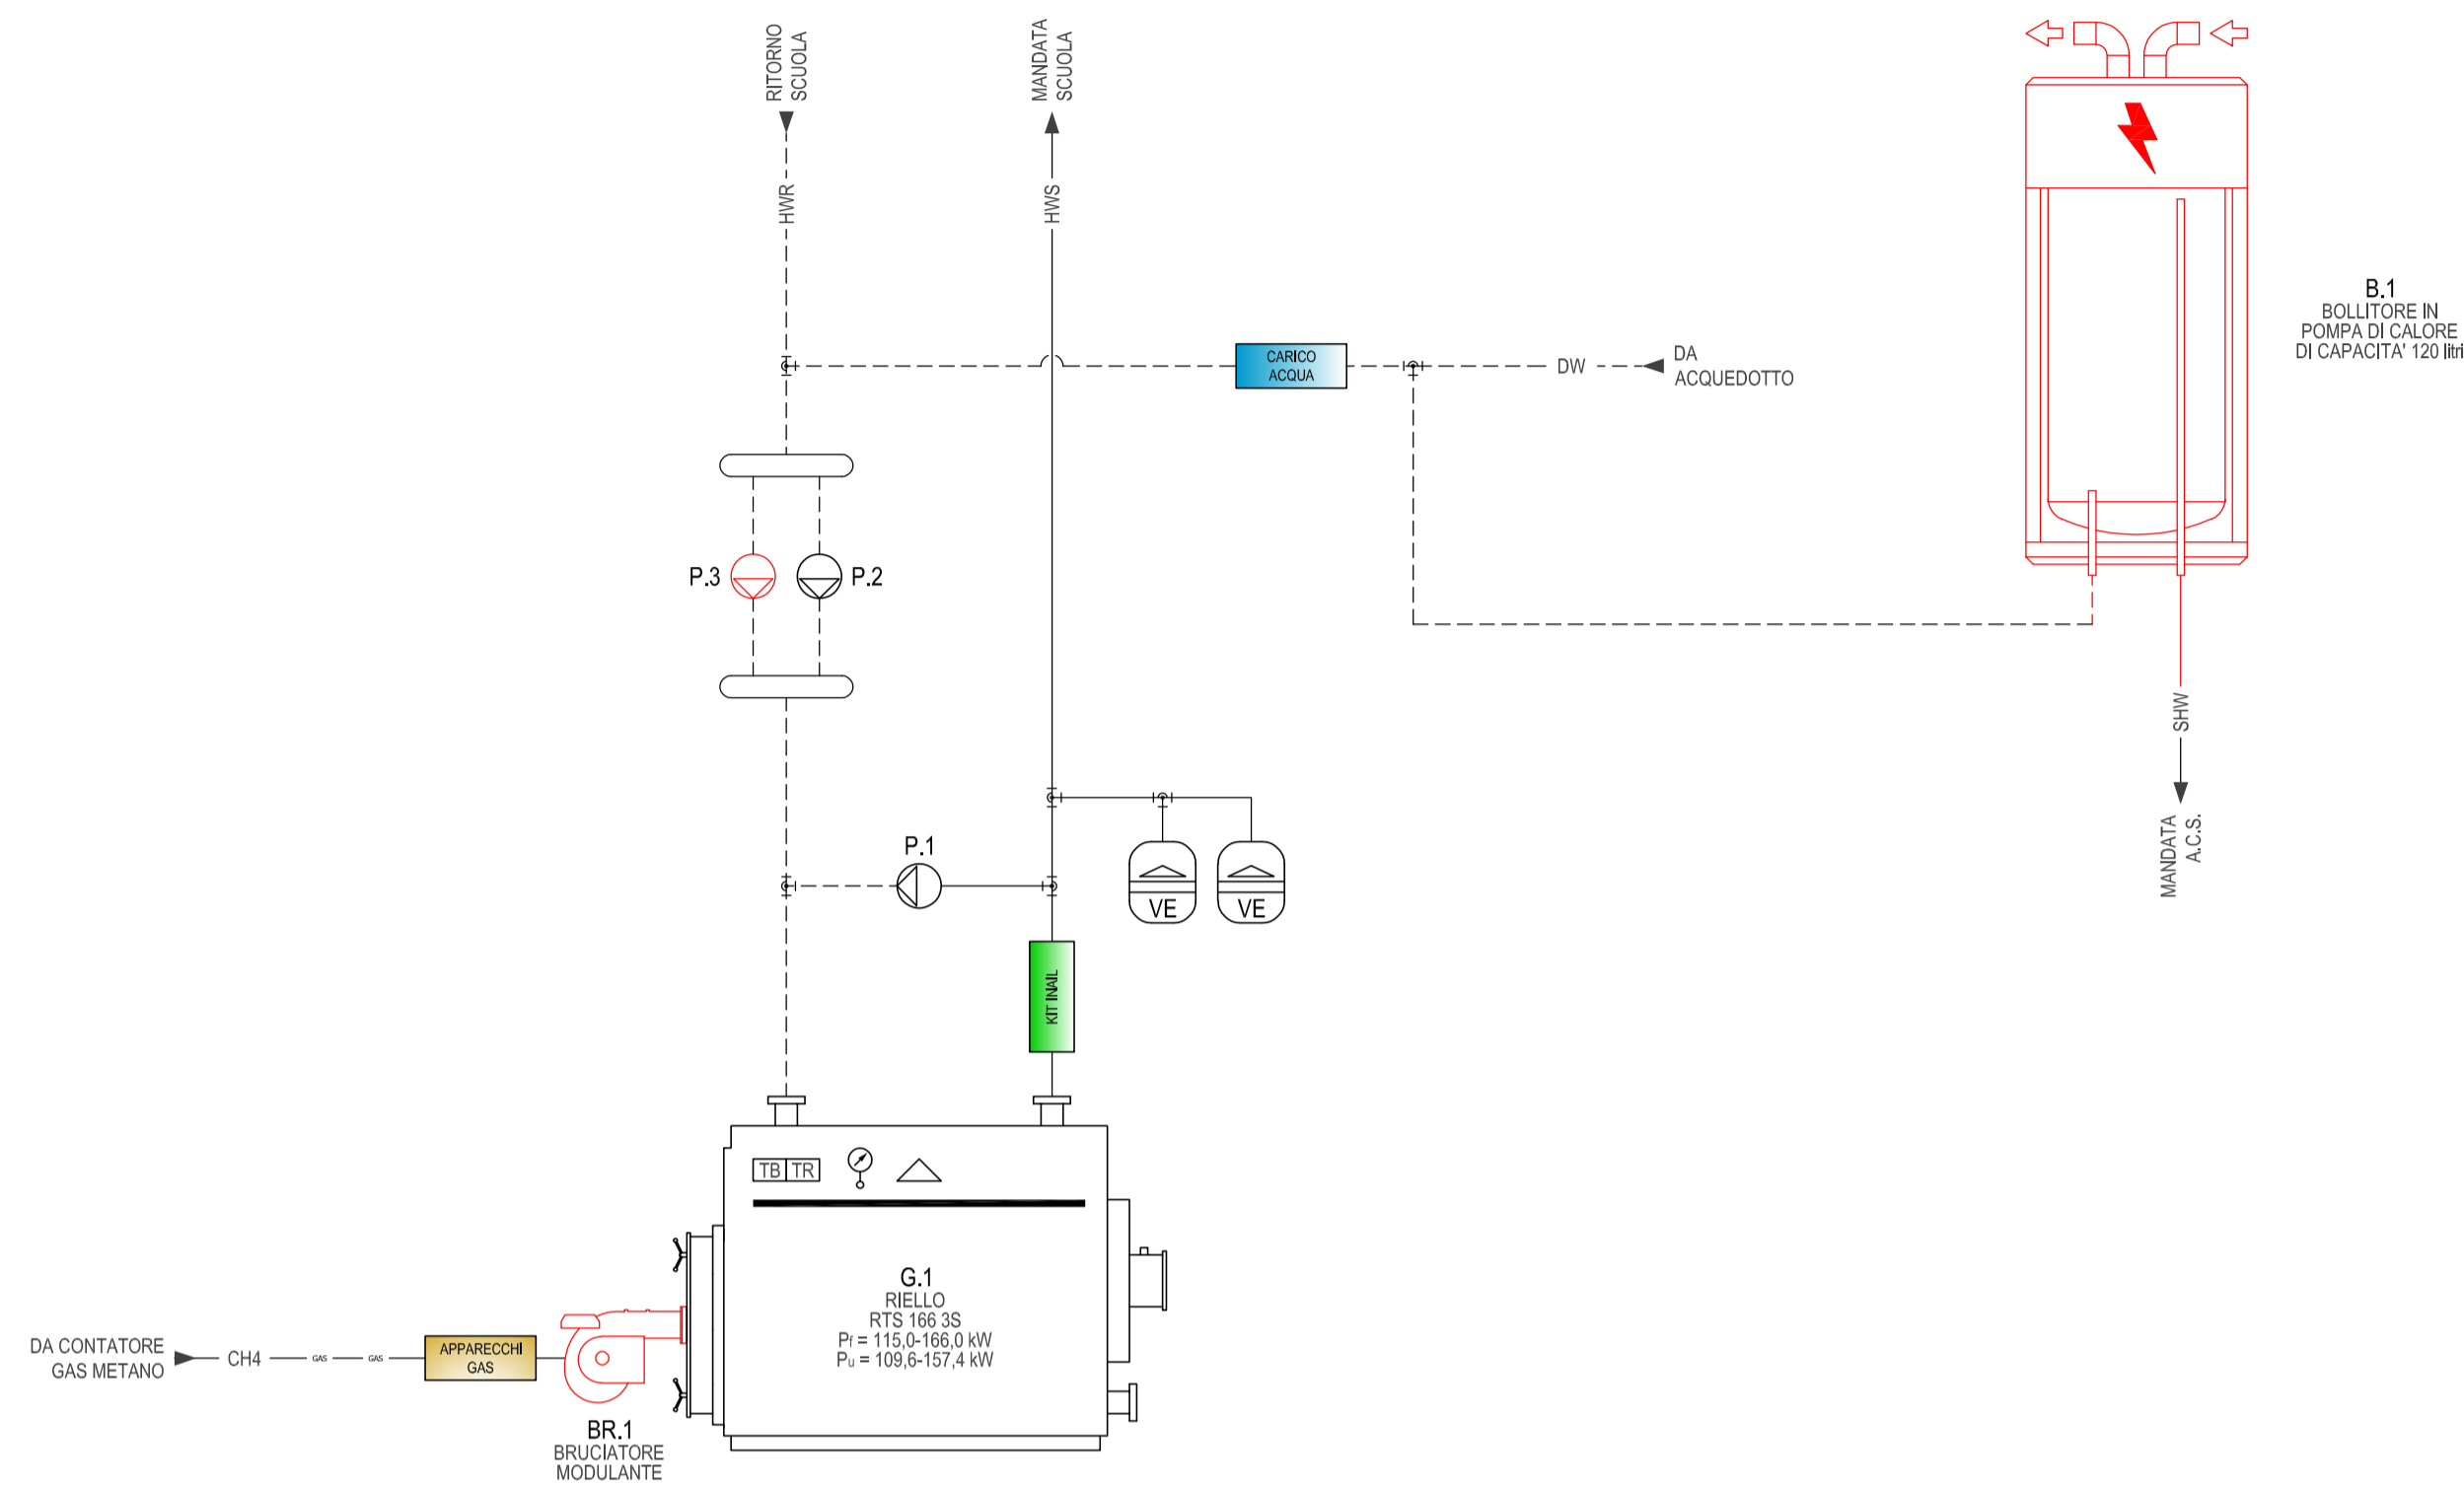 RITORNO
SCUOLA
MANDATA
SCUOLA
HWR
HWS
B.1
BOLLITORE IN
POMPA DI CALORE
DI CAPACITA' 120 litri
CARICO
ACQUA
DW
DA
ACQUEDOTTO
P.3
P.2
SHW
MANDATA
A.C.S.
P.1
VE
VE
KIT INAIL
TB TR
G.1
RIELLO
RTS 166 3S
Pf = 115,0-166,0 kW
Pu = 109,6-157,4 kW
DA CONTATORE
GAS METANO
CH4
GAS
GAS
APPARECCHI
GAS
BR.1
BRUCIATORE
MODULANTE